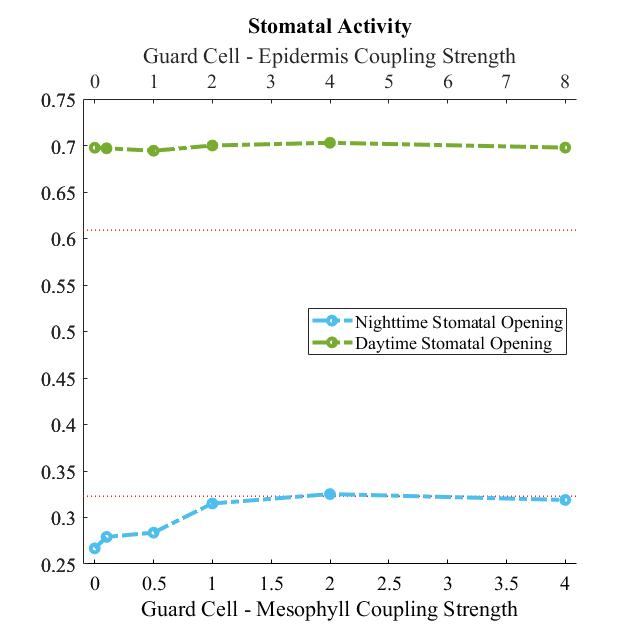 Stomatal Activity
Guard Cell - Epidermis Coupling Strength
0 1 2 3 4 5 6 7 8
0.75
0.7
0.65
0.6
0.55
0.5
0.45
0.4
0.35
0.3
0.25
Nighttime Stomatal Opening
Daytime Stomatal Opening
0 0.5 1 1.5 2 2.5 3 3.5 4
Guard Cell - Mesophyll Coupling Strength